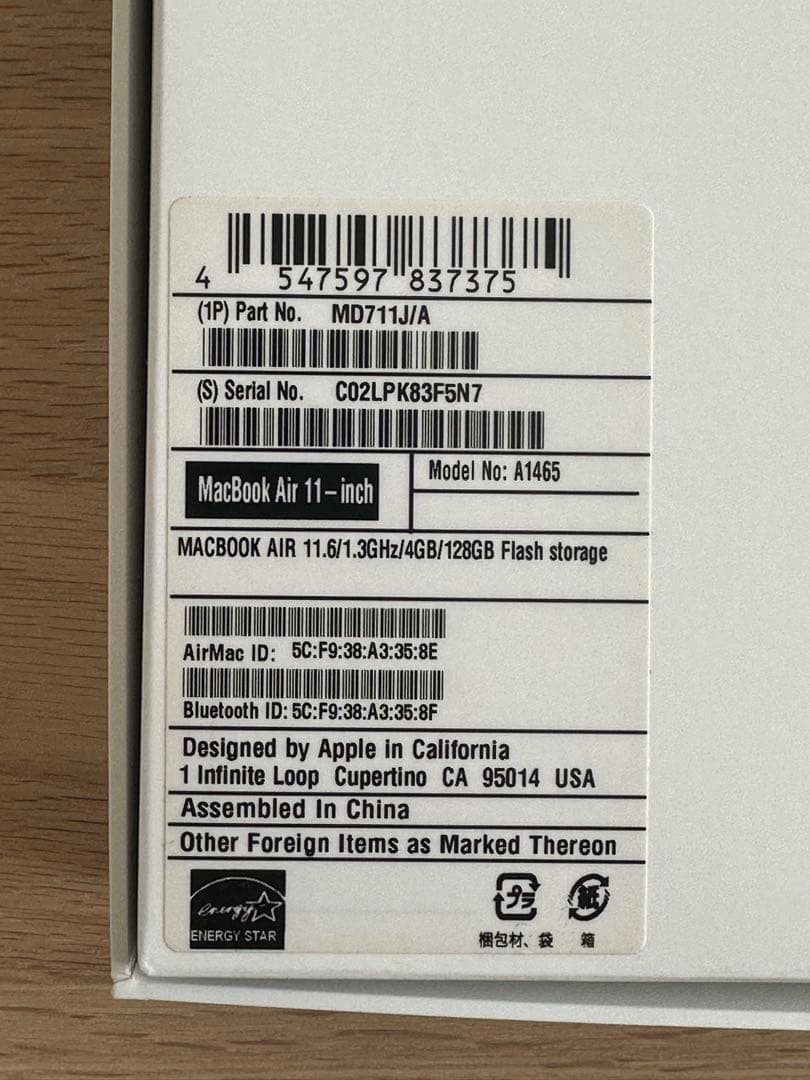 4 547597 837375
(1P) Part No. MD711J/A
(S) Serial No. C02LPK83F5N7
MacBook Air 11-inch
Model No: A1465
MACBOOK AIR 11.6/1.3GHz/4GB/128GB Flash storage
AirMac ID: 5C:F9:38:A3:35:8E
Bluetooth ID: 5C:F9:38:A3:35:8F
Designed by Apple in California
1 Infinite Loop Cupertino CA 95014 USA
Assembled In China
Other Foreign Items as Marked Thereon
energy
ENERGY STAR
プラ
紙
梱包材、袋
箱